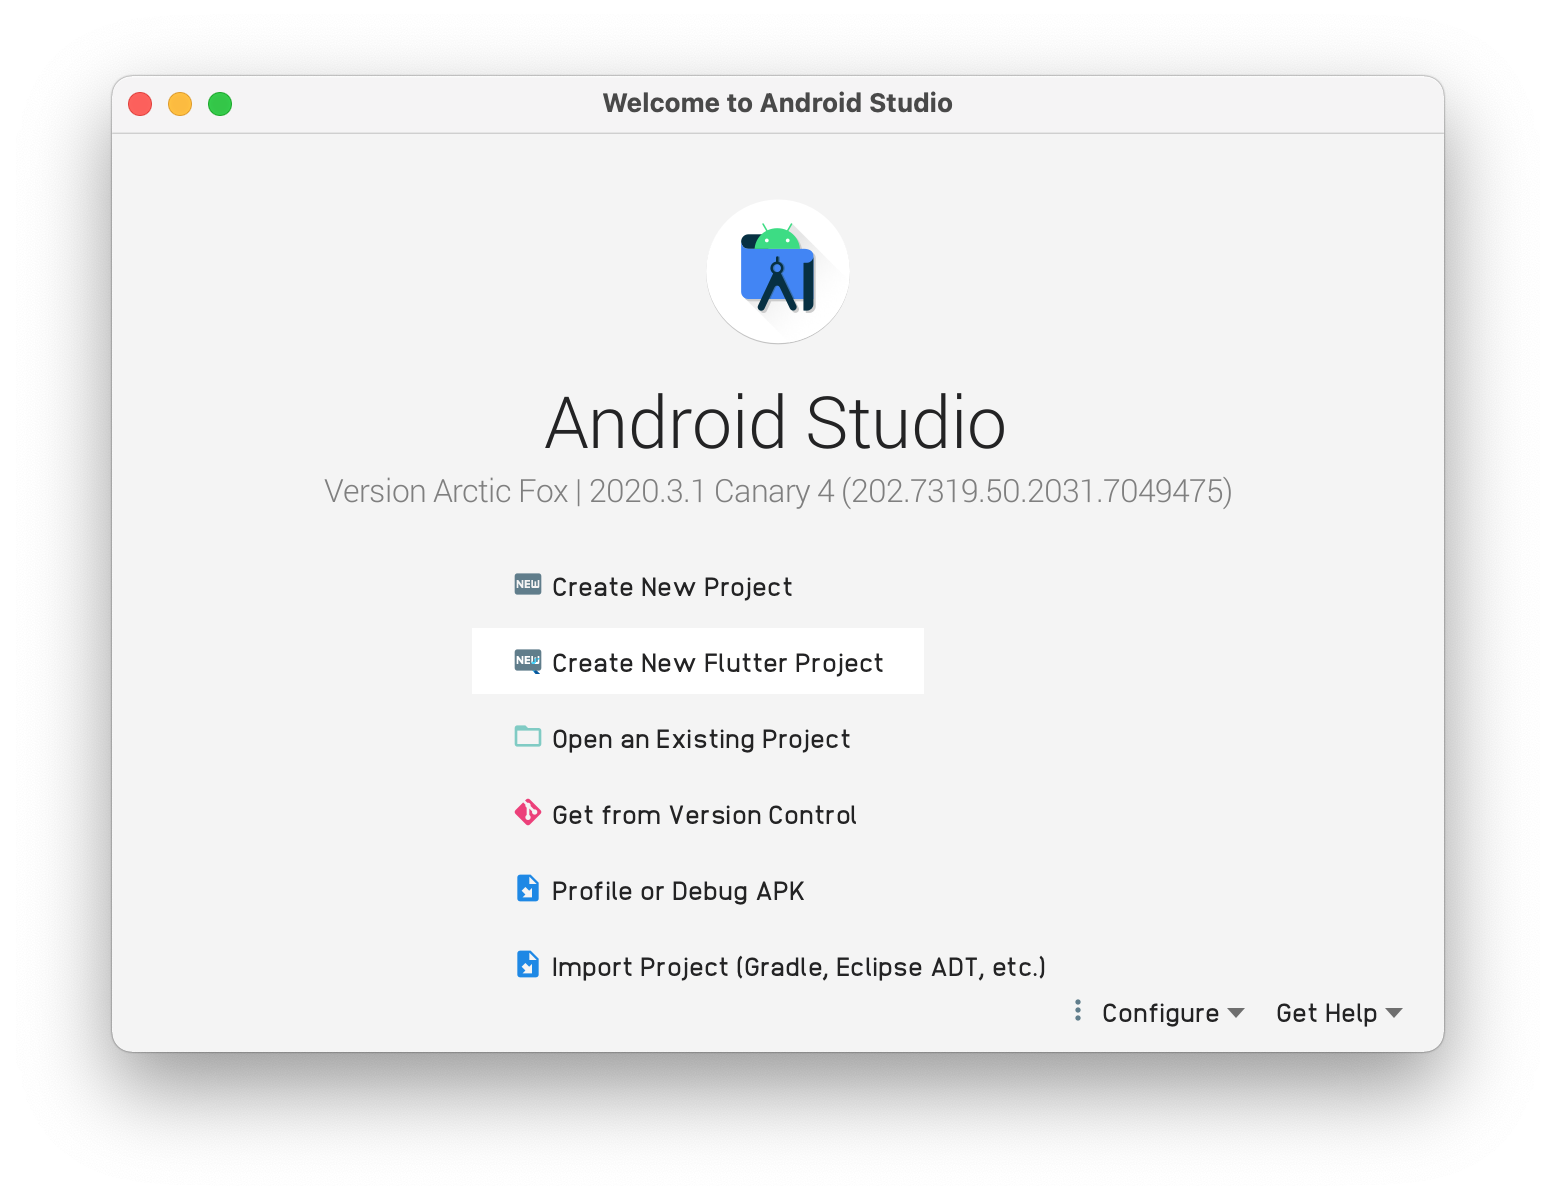 Welcome to Android Studio
Android Studio
Version Arctic Fox | 2020.3.1 Canary 4 (202.7319.50.2031.7049475)
NEW Create New Project
NEW Create New Flutter Project
Open an Existing Project
Get from Version Control
Profile or Debug APK
Import Project (Gradle, Eclipse ADT, etc.)
Configure Get Help